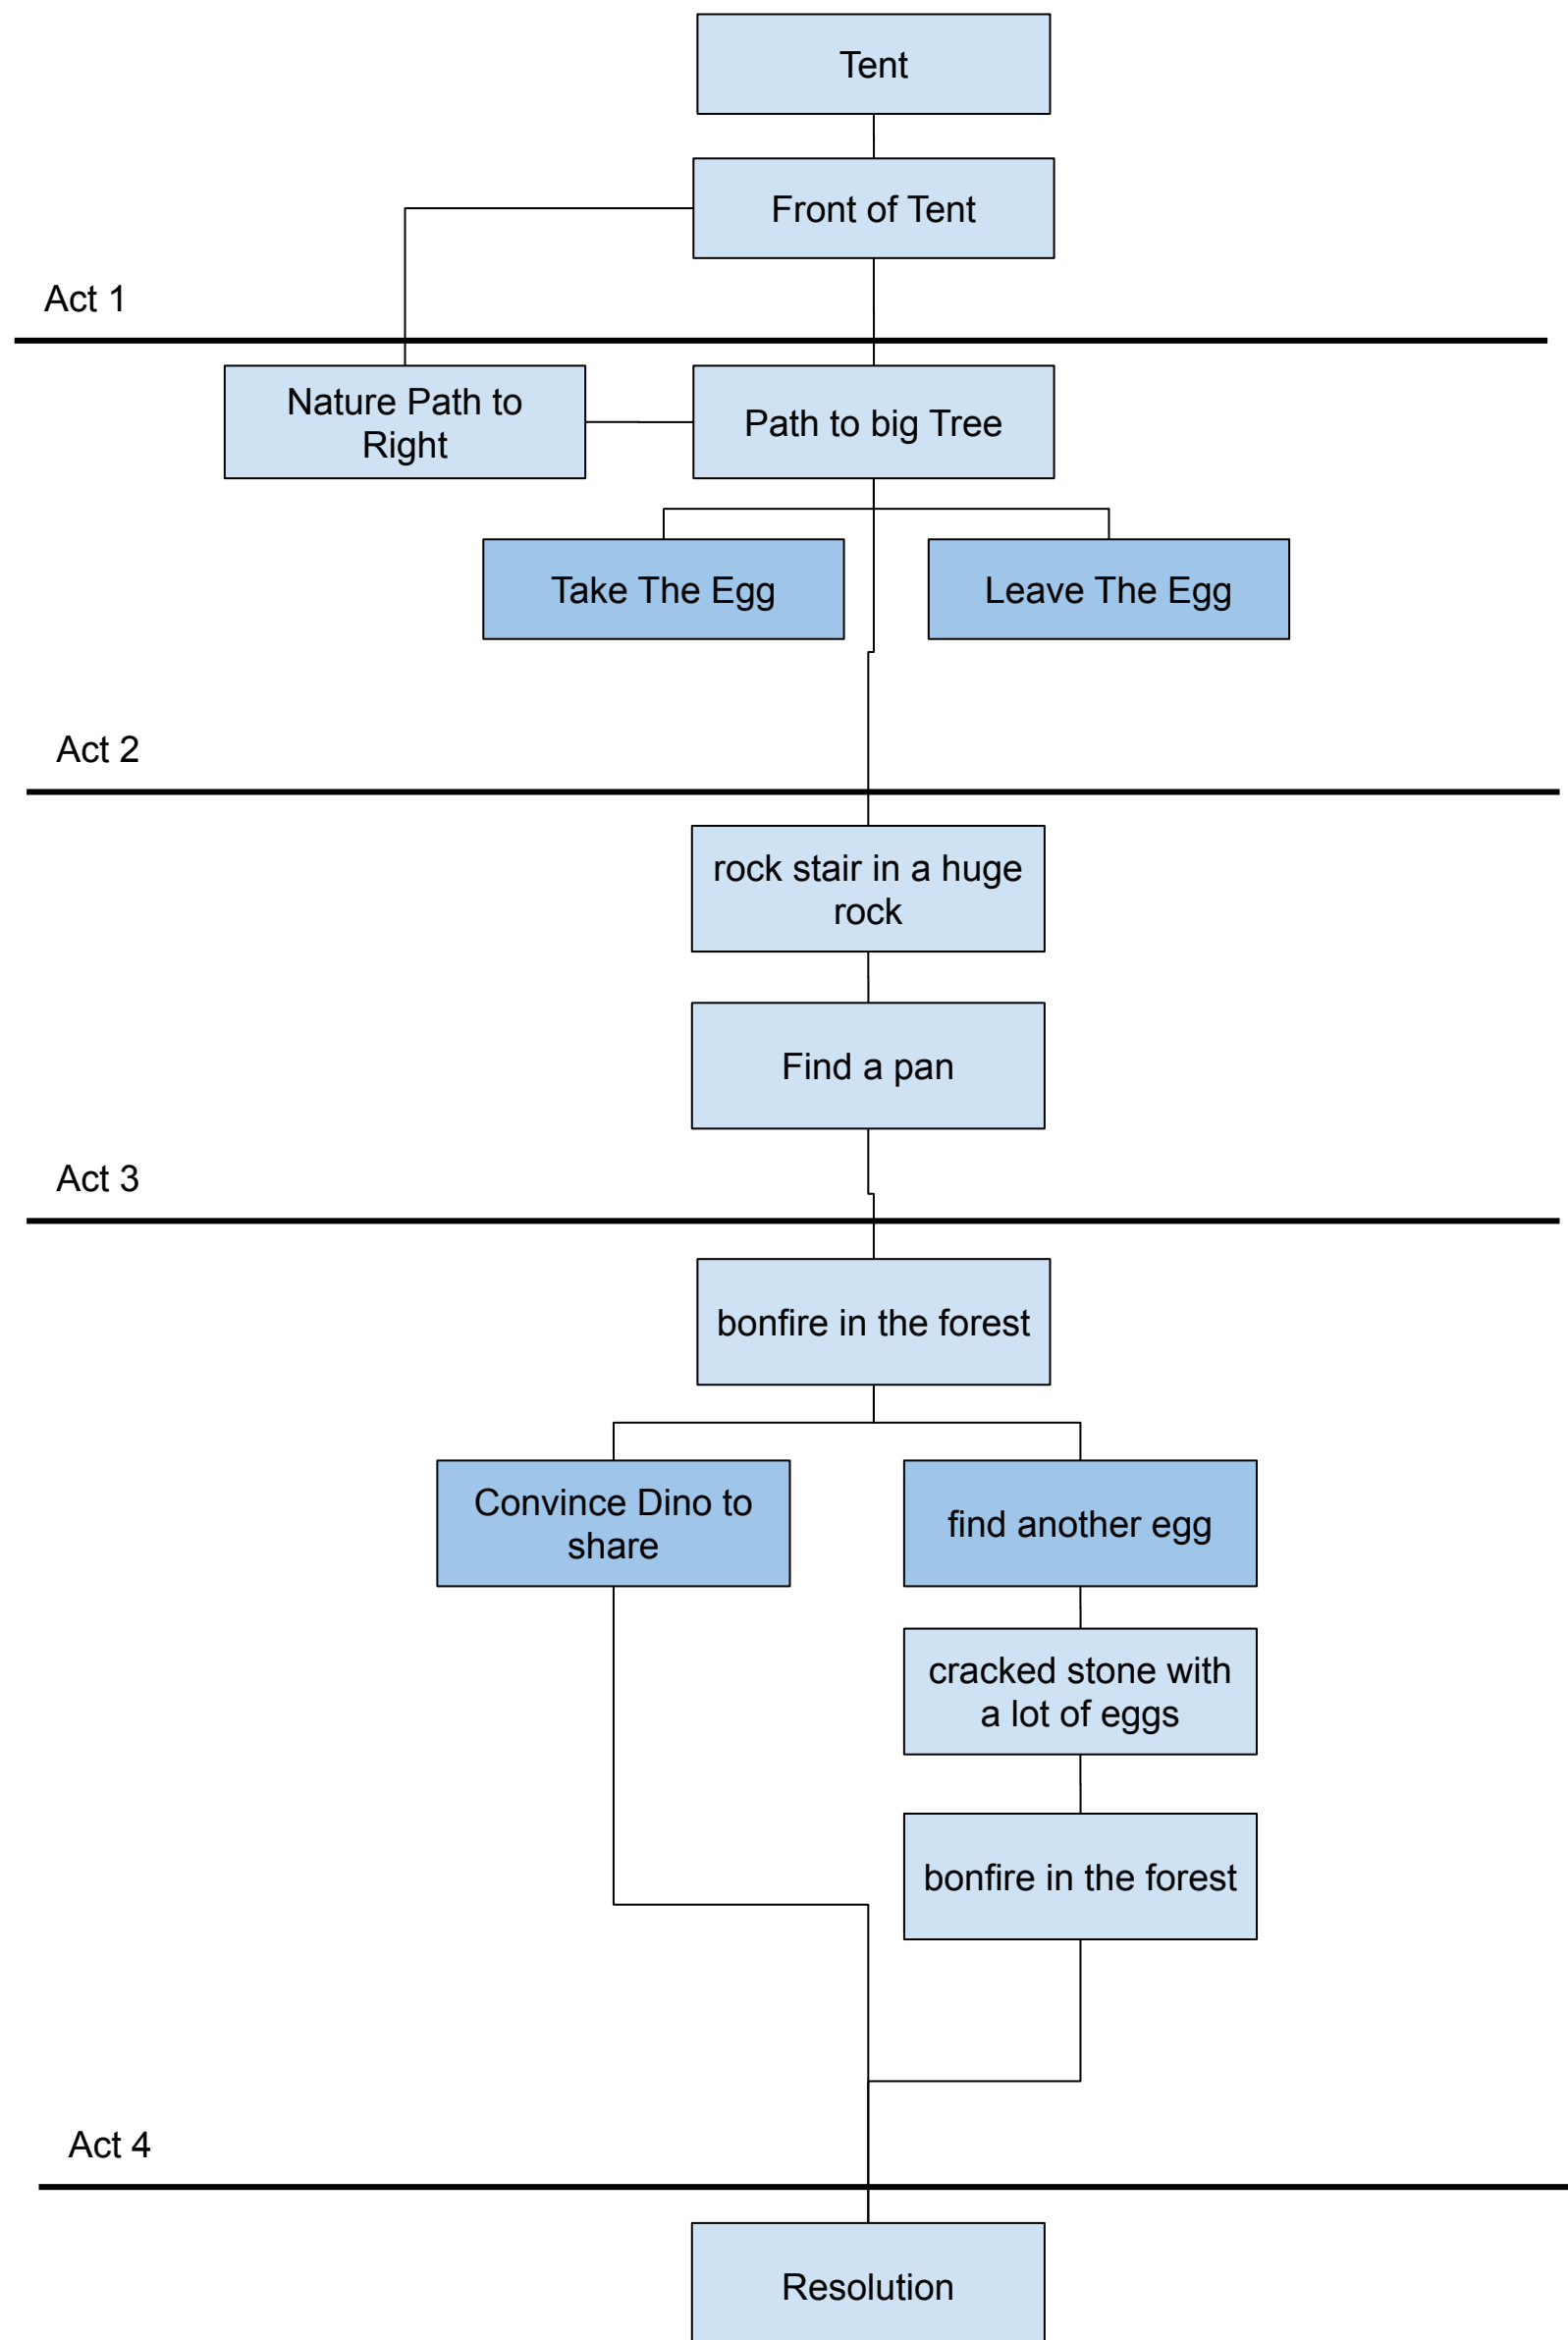 Tent
Front of Tent
Act 1
Nature Path to
Right
Path to big Tree
Take The Egg
Leave The Egg
Act 2
rock stair in a huge
rock
Find a pan
Act 3
bonfire in the forest
Convince Dino to
share
find another egg
cracked stone with
a lot of eggs
bonfire in the forest
Act 4
Resolution